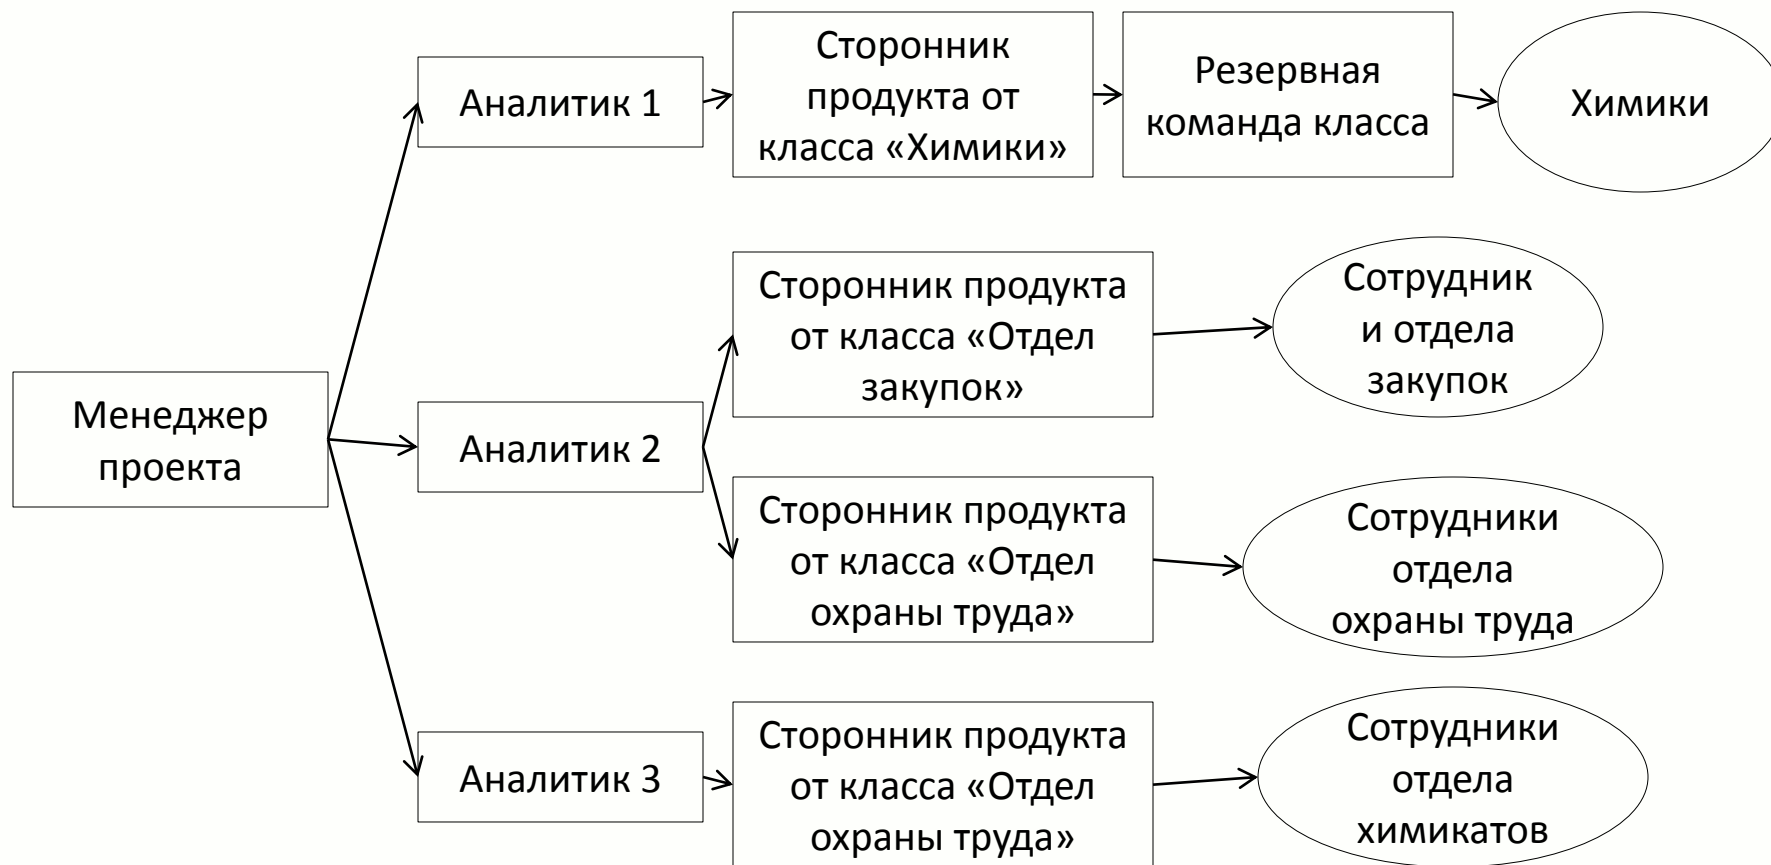 Менеджер
проекта
Аналитик 1
Сторонник
продукта от
класса «Химики»
Резервная
команда класса
Химики
Аналитик 2
Сторонник продукта
от класса «Отдел
закупок»
Сотрудник
и отдела
закупок
Сторонник продукта
от класса «Отдел
охраны труда»
Сотрудники
отдела
охраны труда
Аналитик 3
Сторонник продукта
от класса «Отдел
охраны труда»
Сотрудники
отдела
химикатов